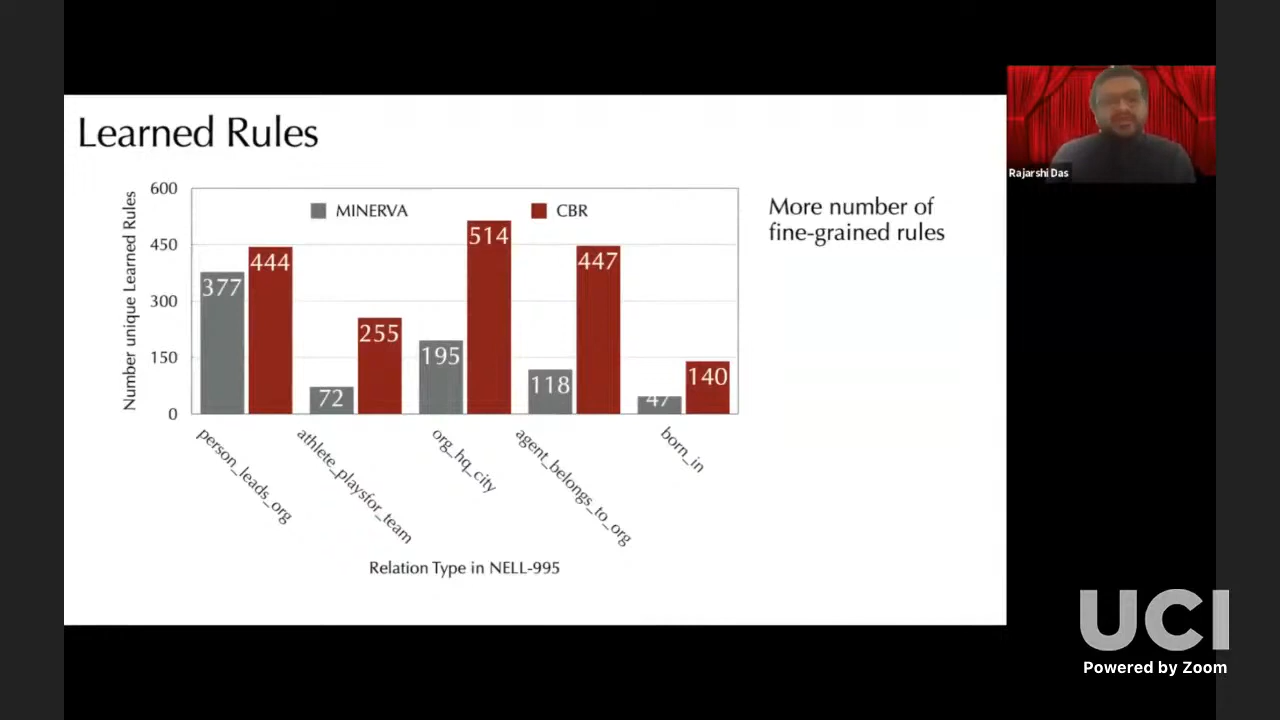 Learned Rules
Number unique Learned Rules
600
450
300
150
0
MINERVA
CBR
377
444
72
255
195
514
118
447
47
140
person_leads_org
athlete_playsfor_team
org_hq_city
agent_belongs_to_org
born_in
Relation Type in NELL-995
More number of
fine-grained rules
Rajarshi Das
UCI
Powered by Zoom